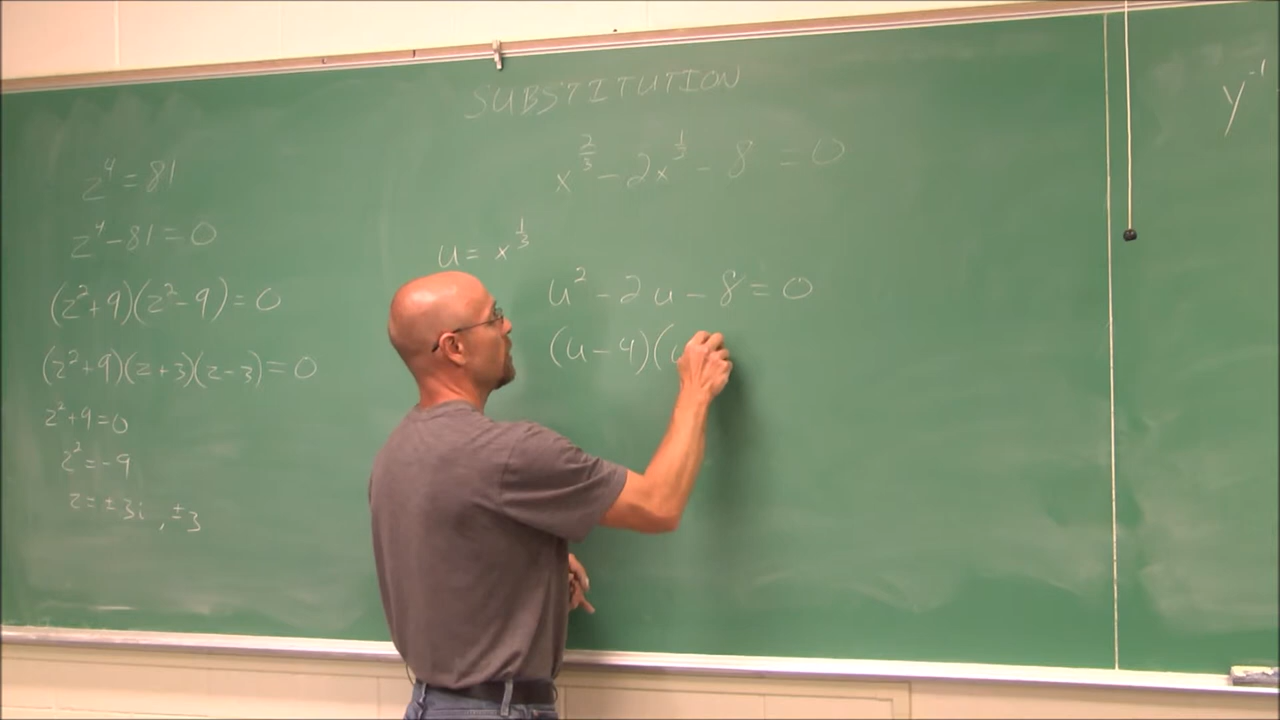 SUBSTITUTION
z⁴ = 81
z⁴ - 81 = 0
(z² + 9)(z² - 9) = 0
(z² + 9)(z + 3)(z - 3) = 0
z² + 9 = 0
z² = -9
z = ± 3i , ± 3
x^(2/3) - 2x^(1/3) - 8 = 0
u = x^(1/3)
u² - 2u - 8 = 0
(u - 4)(u
y⁻¹